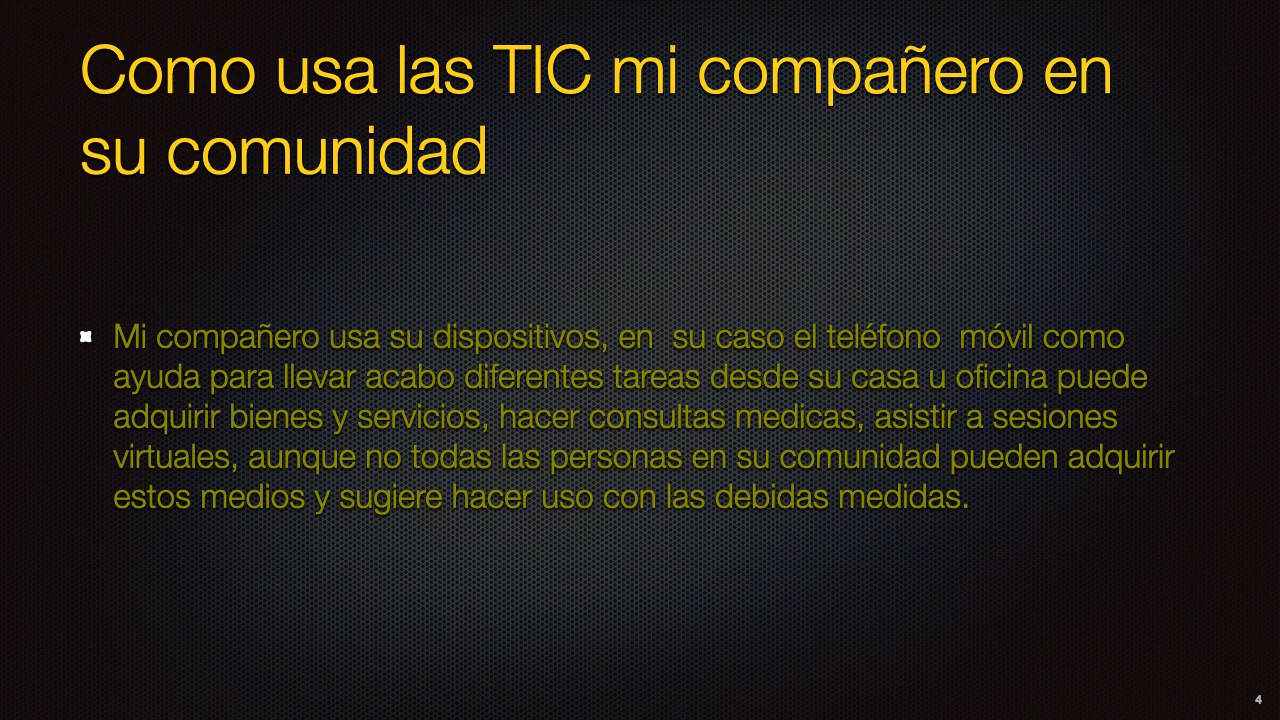 Como usa las TIC mi compañero en
su comunidad
Mi compañero usa su dispositivos, en  su caso el teléfono  móvil como
ayuda para llevar acabo diferentes tareas desde su casa u oficina puede
adquirir bienes y servicios, hacer consultas medicas, asistir a sesiones
virtuales, aunque no todas las personas en su comunidad pueden adquirir
estos medios y sugiere hacer uso con las debidas medidas.
4